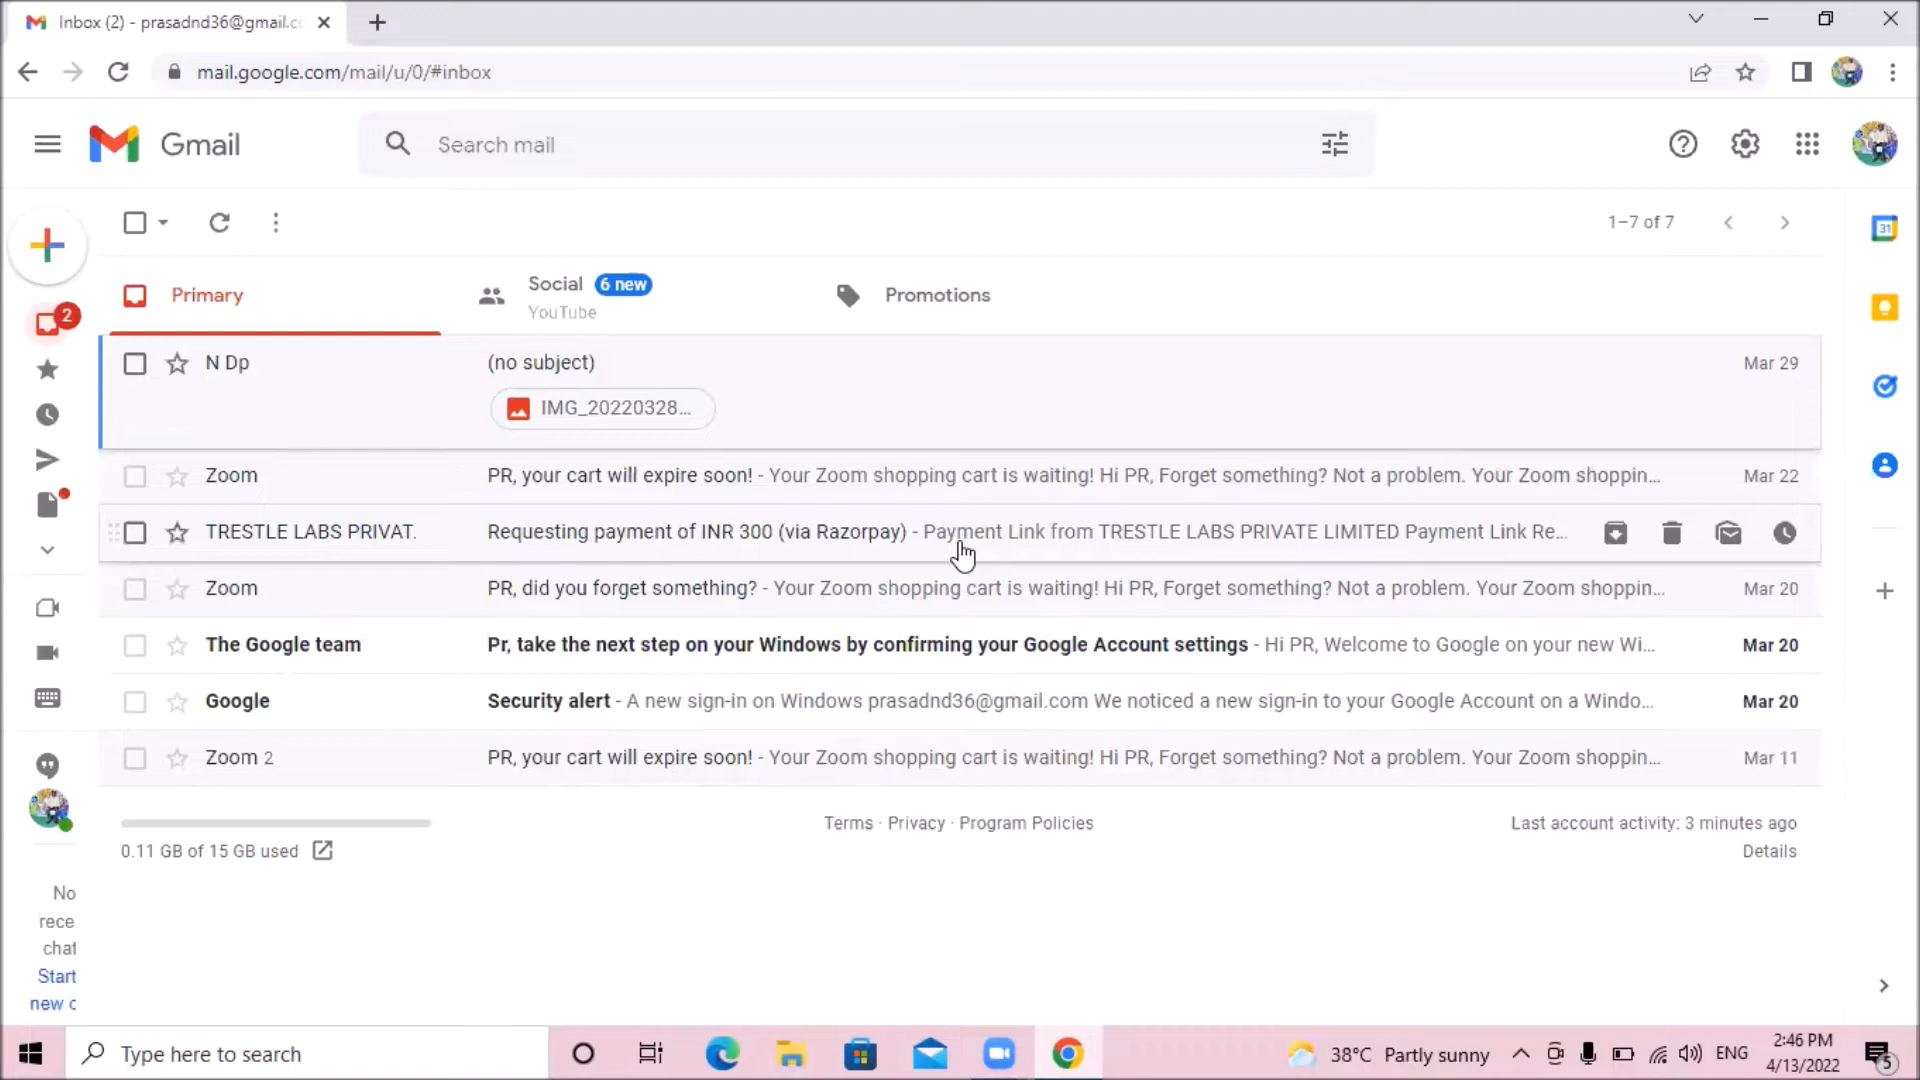 Inbox (2) - prasadnd36@gmail.co
mail.google.com/mail/u/0/#inbox
Gmail
Search mail
1–7 of 7
Primary
Social 6 new
YouTube
Promotions
2
N Dp (no subject) Mar 29
IMG_20220328...
Zoom PR, your cart will expire soon! - Your Zoom shopping cart is waiting! Hi PR, Forget something? Not a problem. Your Zoom shoppin... Mar 22
TRESTLE LABS PRIVAT. Requesting payment of INR 300 (via Razorpay) - Payment Link from TRESTLE LABS PRIVATE LIMITED Payment Link Re...
Zoom PR, did you forget something? - Your Zoom shopping cart is waiting! Hi PR, Forget something? Not a problem. Your Zoom shoppin... Mar 20
The Google team Pr, take the next step on your Windows by confirming your Google Account settings - Hi PR, Welcome to Google on your new Wi... Mar 20
Google Security alert - A new sign-in on Windows prasadnd36@gmail.com We noticed a new sign-in to your Google Account on a Windo... Mar 20
Zoom 2 PR, your cart will expire soon! - Your Zoom shopping cart is waiting! Hi PR, Forget something? Not a problem. Your Zoom shoppin... Mar 11
Terms · Privacy · Program Policies
Last account activity: 3 minutes ago
0.11 GB of 15 GB used
Details
No
rece
chat
Start
new c
31
Type here to search
38°C Partly sunny
ENG
2:46 PM
4/13/2022
5